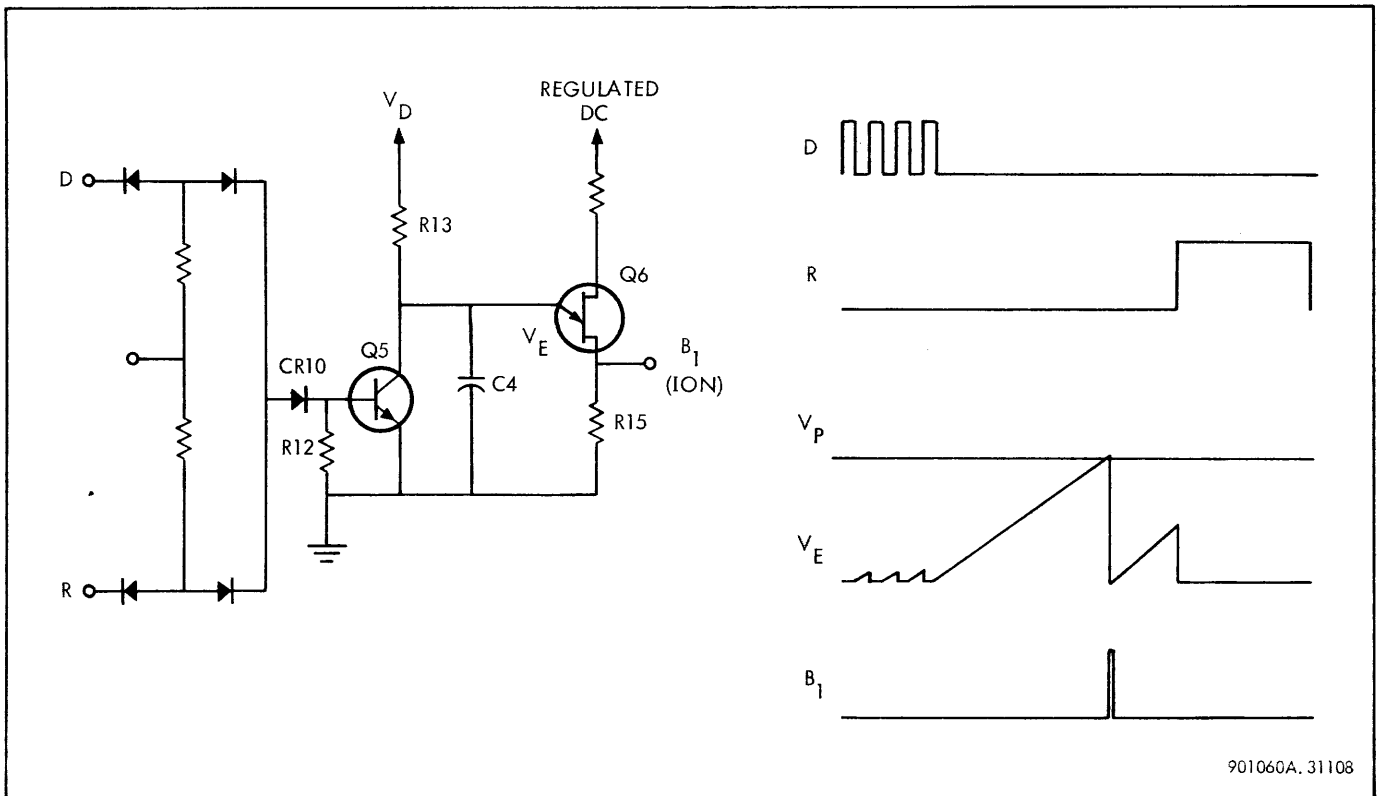 V_D
REGULATED
DC
D
R13
Q6
V_E
Q5
B_1
(ION)
CR10
C4
R12
R15
R
D
R
V_P
V_E
B_1
901060A. 31108